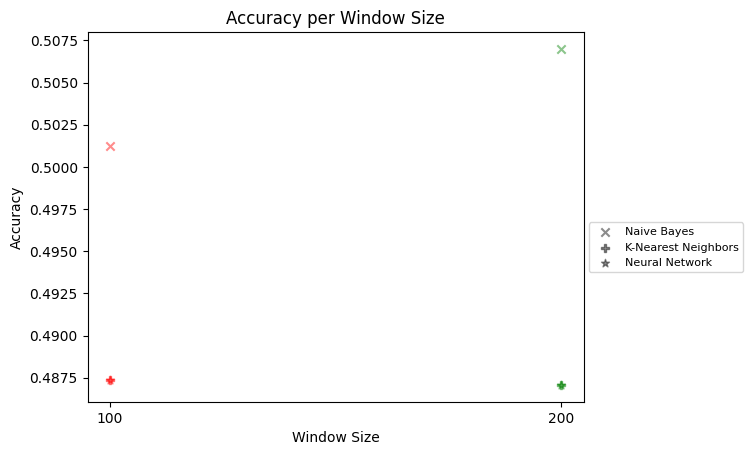 Accuracy per Window Size
0.5075
0.5050
0.5025
0.5000
0.4975
0.4950
0.4925
0.4900
0.4875
Accuracy
100
200
Window Size
Naive Bayes
K-Nearest Neighbors
Neural Network